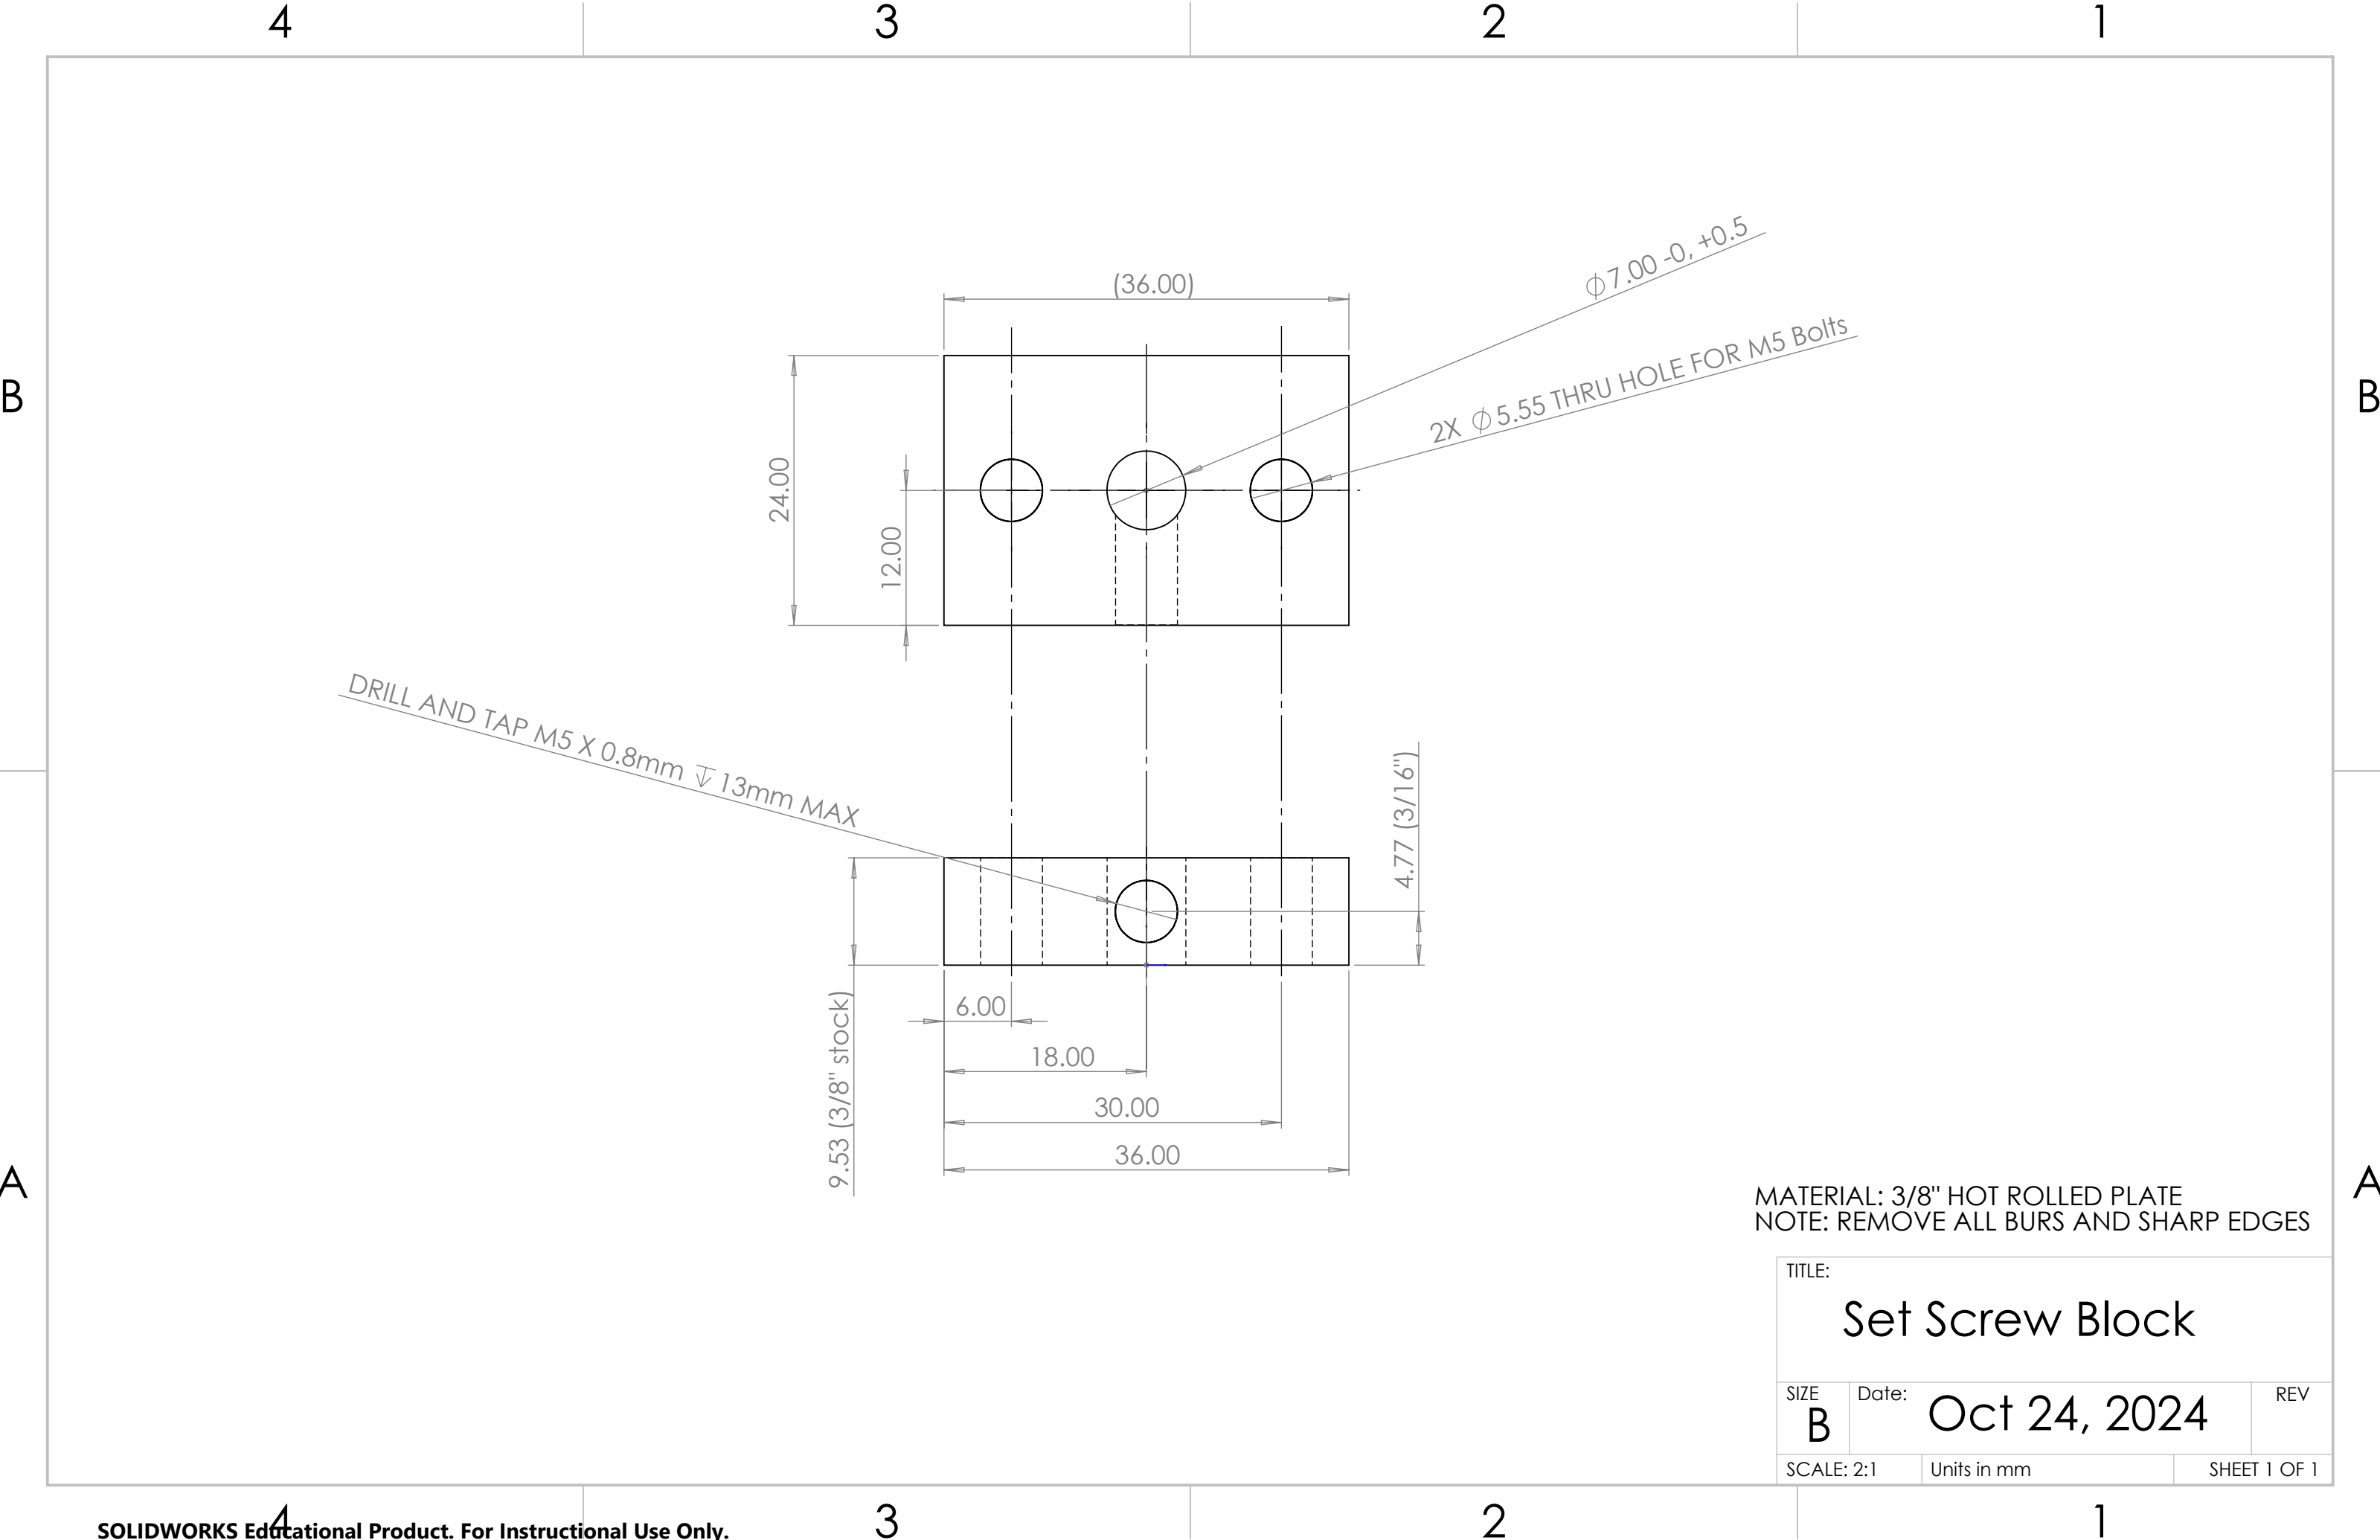 4 3 2 1
(36.00)
⌀7.00 -0, +0.5
2X ⌀5.55 THRU HOLE FOR M5 Bolts
B B
24.00
12.00
DRILL AND TAP M5 X 0.8mm ↧ 13mm MAX
4.77 (3/16")
9.53 (3/8" stock)
6.00
18.00
30.00
36.00
A A
MATERIAL: 3/8" HOT ROLLED PLATE
NOTE: REMOVE ALL BURS AND SHARP EDGES
TITLE:
Set Screw Block
SIZE
B
Date:
Oct 24, 2024
REV
SCALE: 2:1
Units in mm
SHEET 1 OF 1
4 3 2 1
SOLIDWORKS Educational Product. For Instructional Use Only.